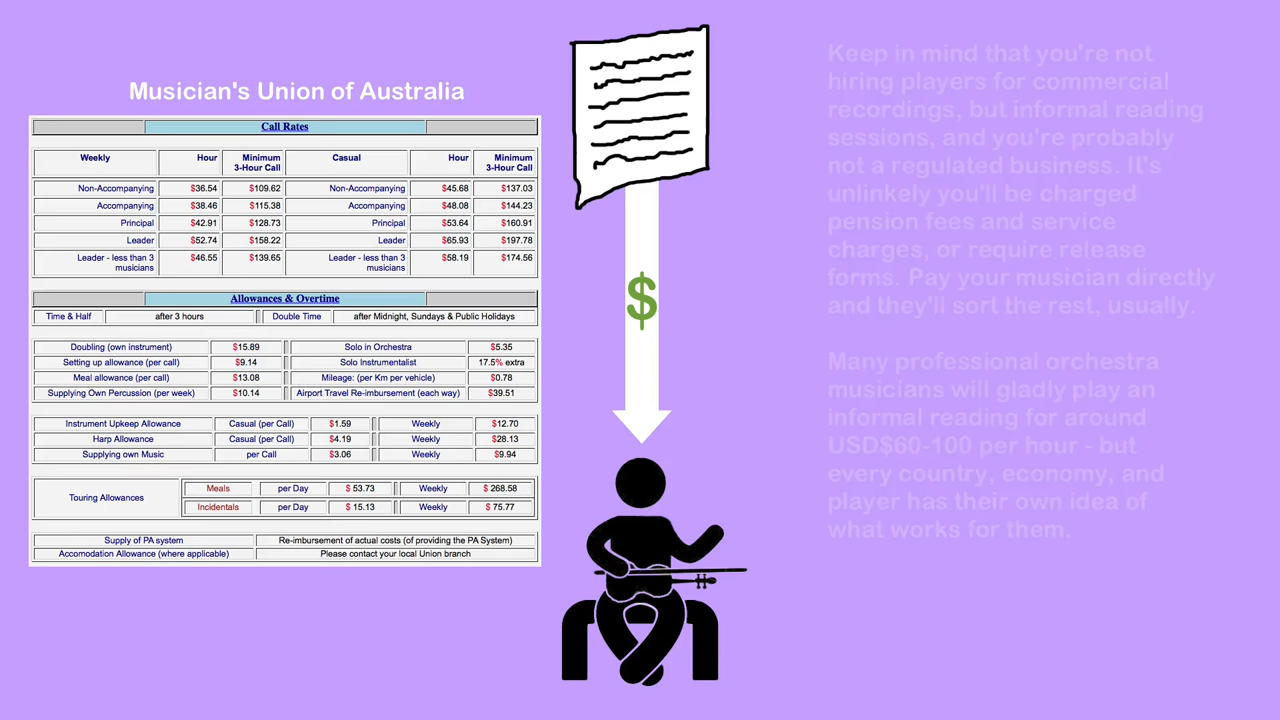 Musician's Union of Australia
Call Rates
Weekly Hour Minimum 3-Hour Call Casual Hour Minimum 3-Hour Call
Non-Accompanying $36.54 $109.62 Non-Accompanying $45.68 $137.03
Accompanying $38.46 $115.38 Accompanying $48.08 $144.23
Principal $42.91 $128.73 Principal $53.64 $160.91
Leader $52.74 $158.22 Leader $65.93 $197.78
Leader - less than 3 musicians $46.55 $139.65 Leader - less than 3 musicians $58.19 $174.56
Allowances & Overtime
Time & Half after 3 hours Double Time after Midnight, Sundays & Public Holidays
Doubling (own instrument) $15.89 Solo in Orchestra $5.35
Setting up allowance (per call) $9.14 Solo Instrumentalist 17.5% extra
Meal allowance (per call) $13.08 Mileage: (per Km per vehicle) $0.78
Supplying Own Percussion (per week) $10.14 Airport Travel Re-imbursement (each way) $39.51
Instrument Upkeep Allowance Casual (per Call) $1.59 Weekly $12.70
Harp Allowance Casual (per Call) $4.19 Weekly $28.13
Supplying own Music per Call $3.06 Weekly $9.94
Touring Allowances
Meals per Day $ 53.73 Weekly $ 268.58
Incidentals per Day $ 15.13 Weekly $ 75.77
Supply of PA system Re-imbursement of actual costs (of providing the PA System)
Accomodation Allowance (where applicable) Please contact your local Union branch
$
Keep in mind that you're not
hiring players for commercial
recordings, but informal reading
sessions, and you're probably
not a regulated business. It's
unlikely you'll be charged
pension fees and service
charges, or require release
forms. Pay your musician directly
and they'll sort the rest, usually.
Many professional orchestra
musicians will gladly play an
informal reading for around
USD$60-100 per hour - but
every country, economy, and
player has their own idea of
what works for them.